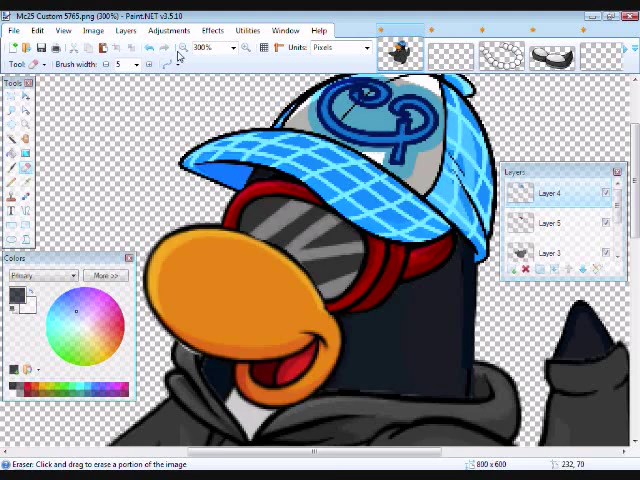 Mc25 Custom 5765.png (300%) - Paint.NET v3.5.10
File Edit View Image Layers Adjustments Effects Utilities Window Help
300% Units: Pixels
Tool: Brush width: 5
Tools
CP
Layers
Layer 4
Layer 5
Layer 3
Colors
Primary More >>
Eraser: Click and drag to erase a portion of the image 800 x 600 232, 70